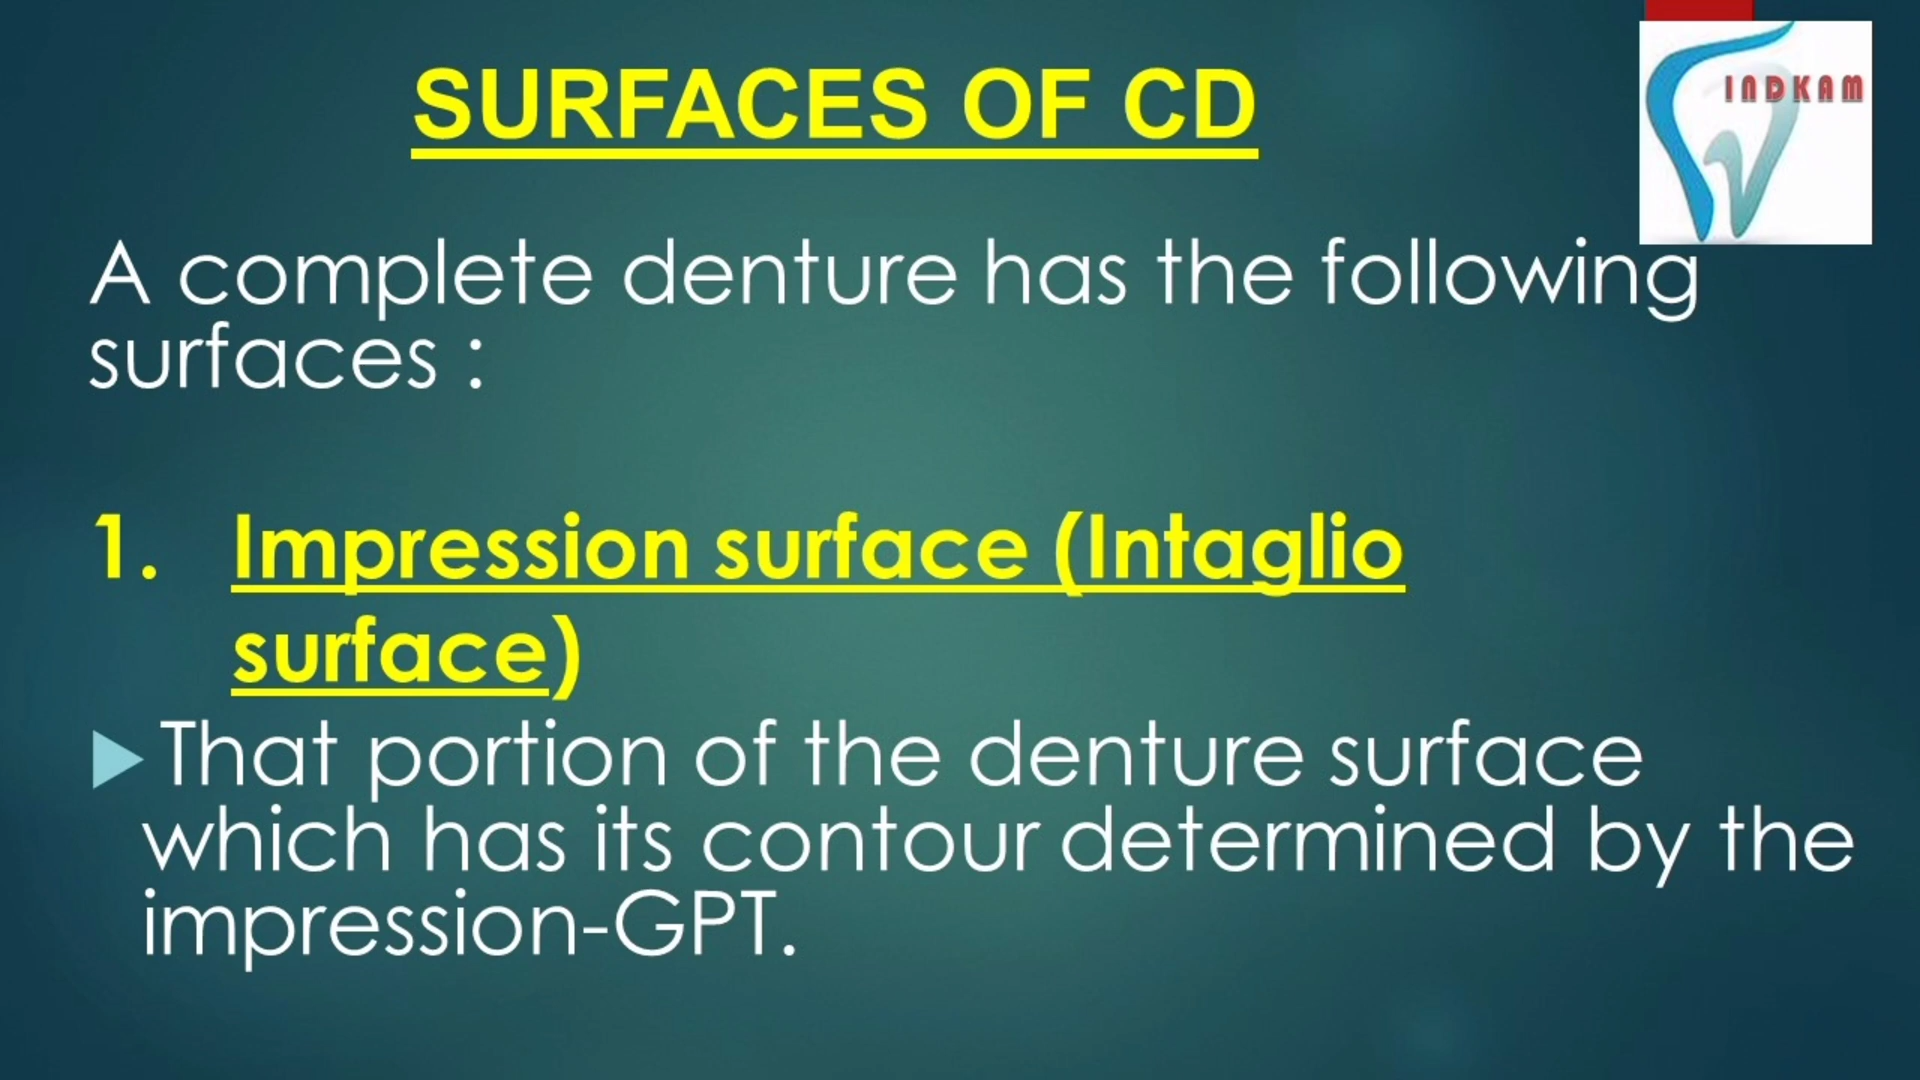 SURFACES OF CD
INDKAM
A complete denture has the following
surfaces :
1. Impression surface (Intaglio
surface)
That portion of the denture surface
which has its contour determined by the
impression-GPT.